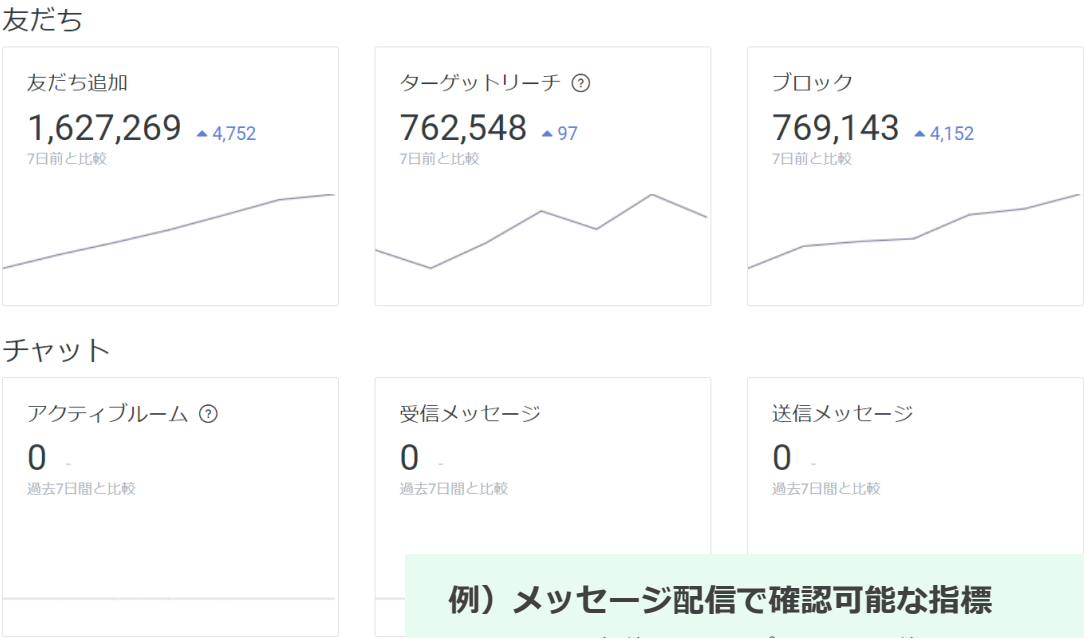 友だち
友だち追加
1,627,269 ▲ 4,752
7日前と比較
ターゲットリーチ ?
762,548 ▲ 97
7日前と比較
ブロック
769,143 ▲ 4,152
7日前と比較
チャット
アクティブルーム ?
0 -
過去7日間と比較
受信メッセージ
0 -
過去7日間と比較
送信メッセージ
0 -
過去7日間と比較
例）メッセージ配信で確認可能な指標